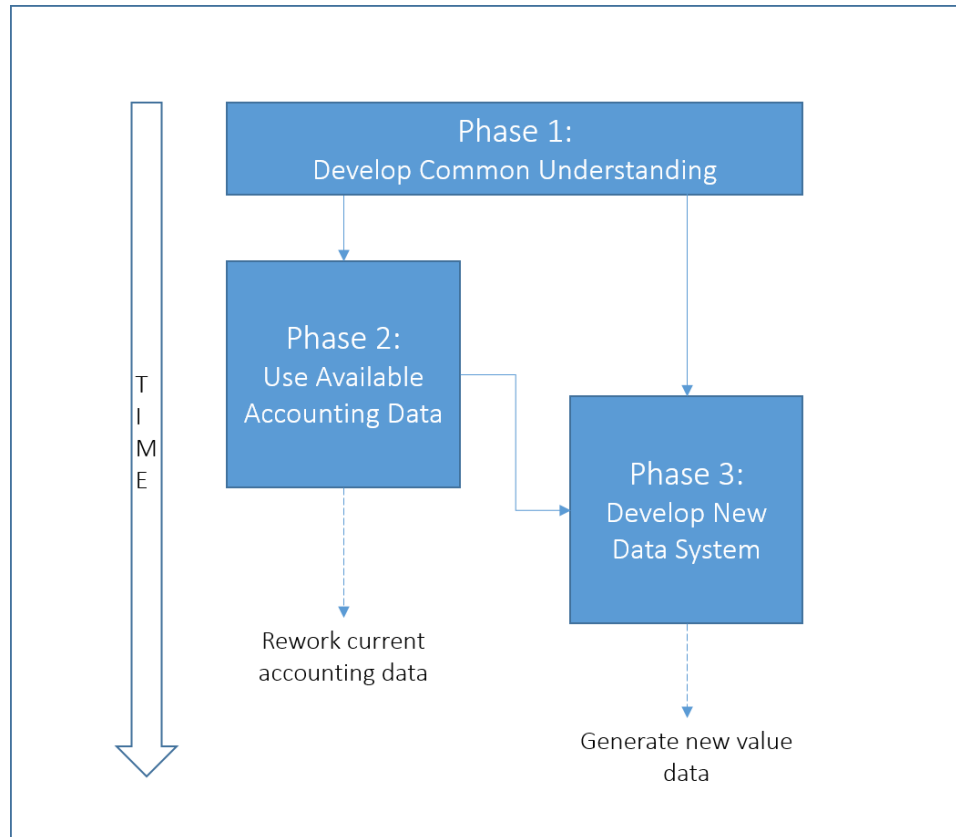 Phase 1:
Develop Common Understanding
Phase 2:
Use Available
Accounting Data
T
I
M
E
Phase 3:
Develop New
Data System
Rework current
accounting data
Generate new value
data